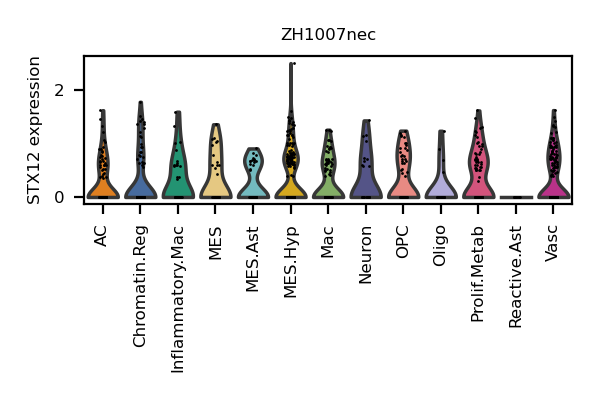 ZH1007nec
STX12 expression
2
0
AC
Chromatin.Reg
Inflammatory.Mac
MES
MES.Ast
MES.Hyp
Mac
Neuron
OPC
Oligo
Prolif.Metab
Reactive.Ast
Vasc